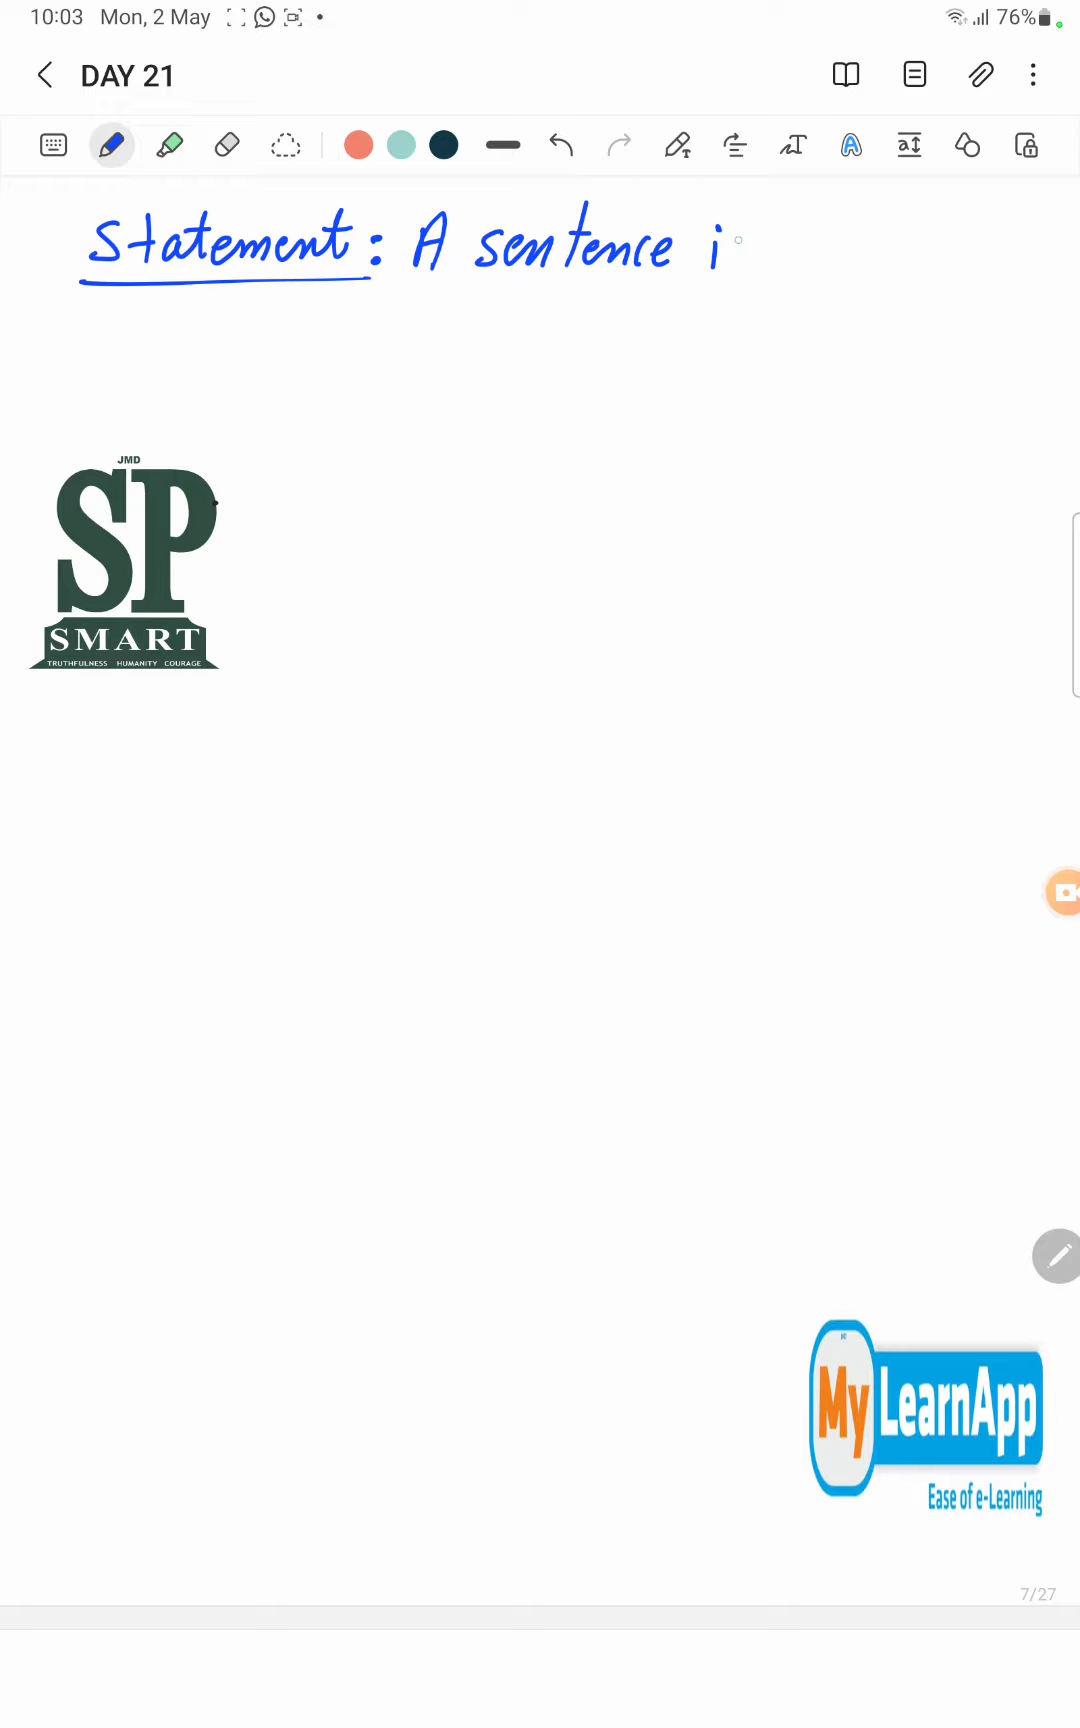 10:03 Mon, 2 May 76%
DAY 21
Statement: A sentence i
JMD
SP
SMART
TRUTHFULNESS HUMANITY COURAGE
My LearnApp
Ease of e-Learning
7/27